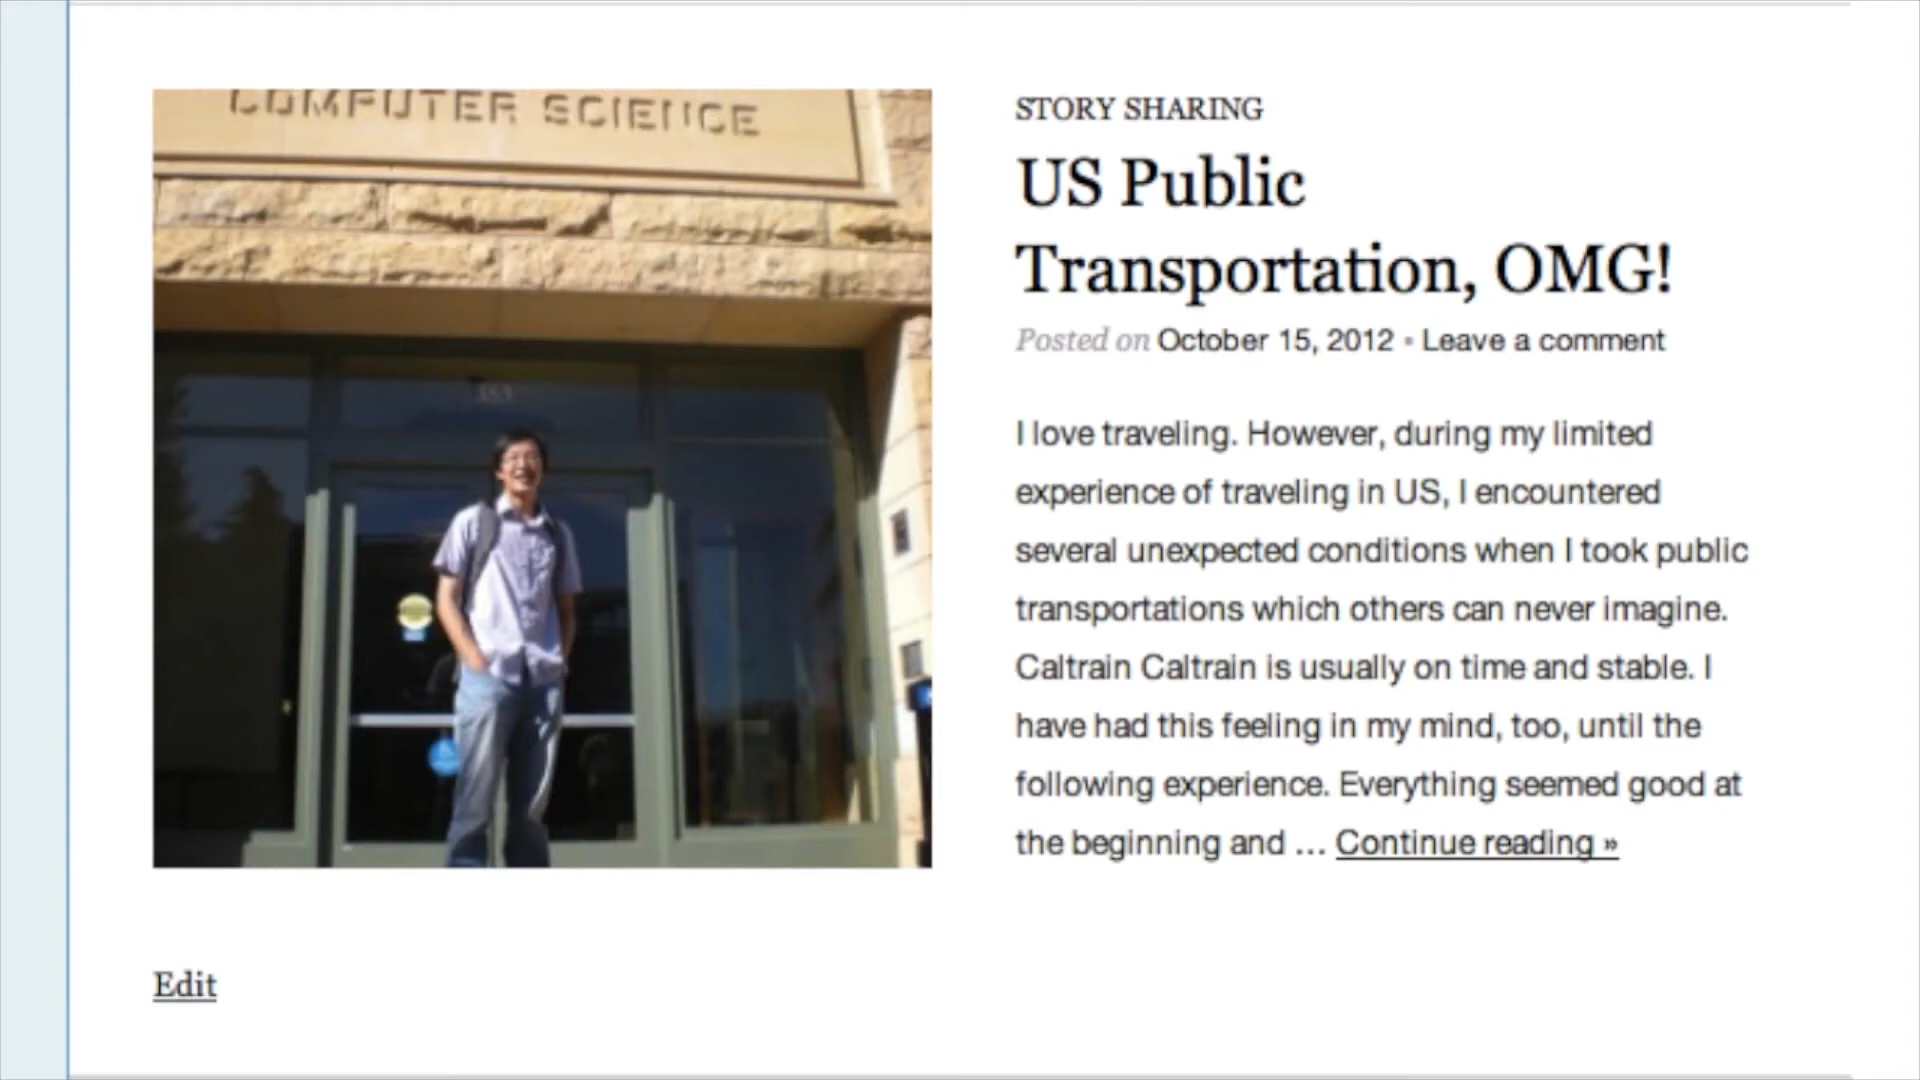 COMPUTER SCIENCE
353
STORY SHARING
US Public
Transportation, OMG!
Posted on October 15, 2012 • Leave a comment
I love traveling. However, during my limited
experience of traveling in US, I encountered
several unexpected conditions when I took public
transportations which others can never imagine.
Caltrain Caltrain is usually on time and stable. I
have had this feeling in my mind, too, until the
following experience. Everything seemed good at
the beginning and … Continue reading »
Edit